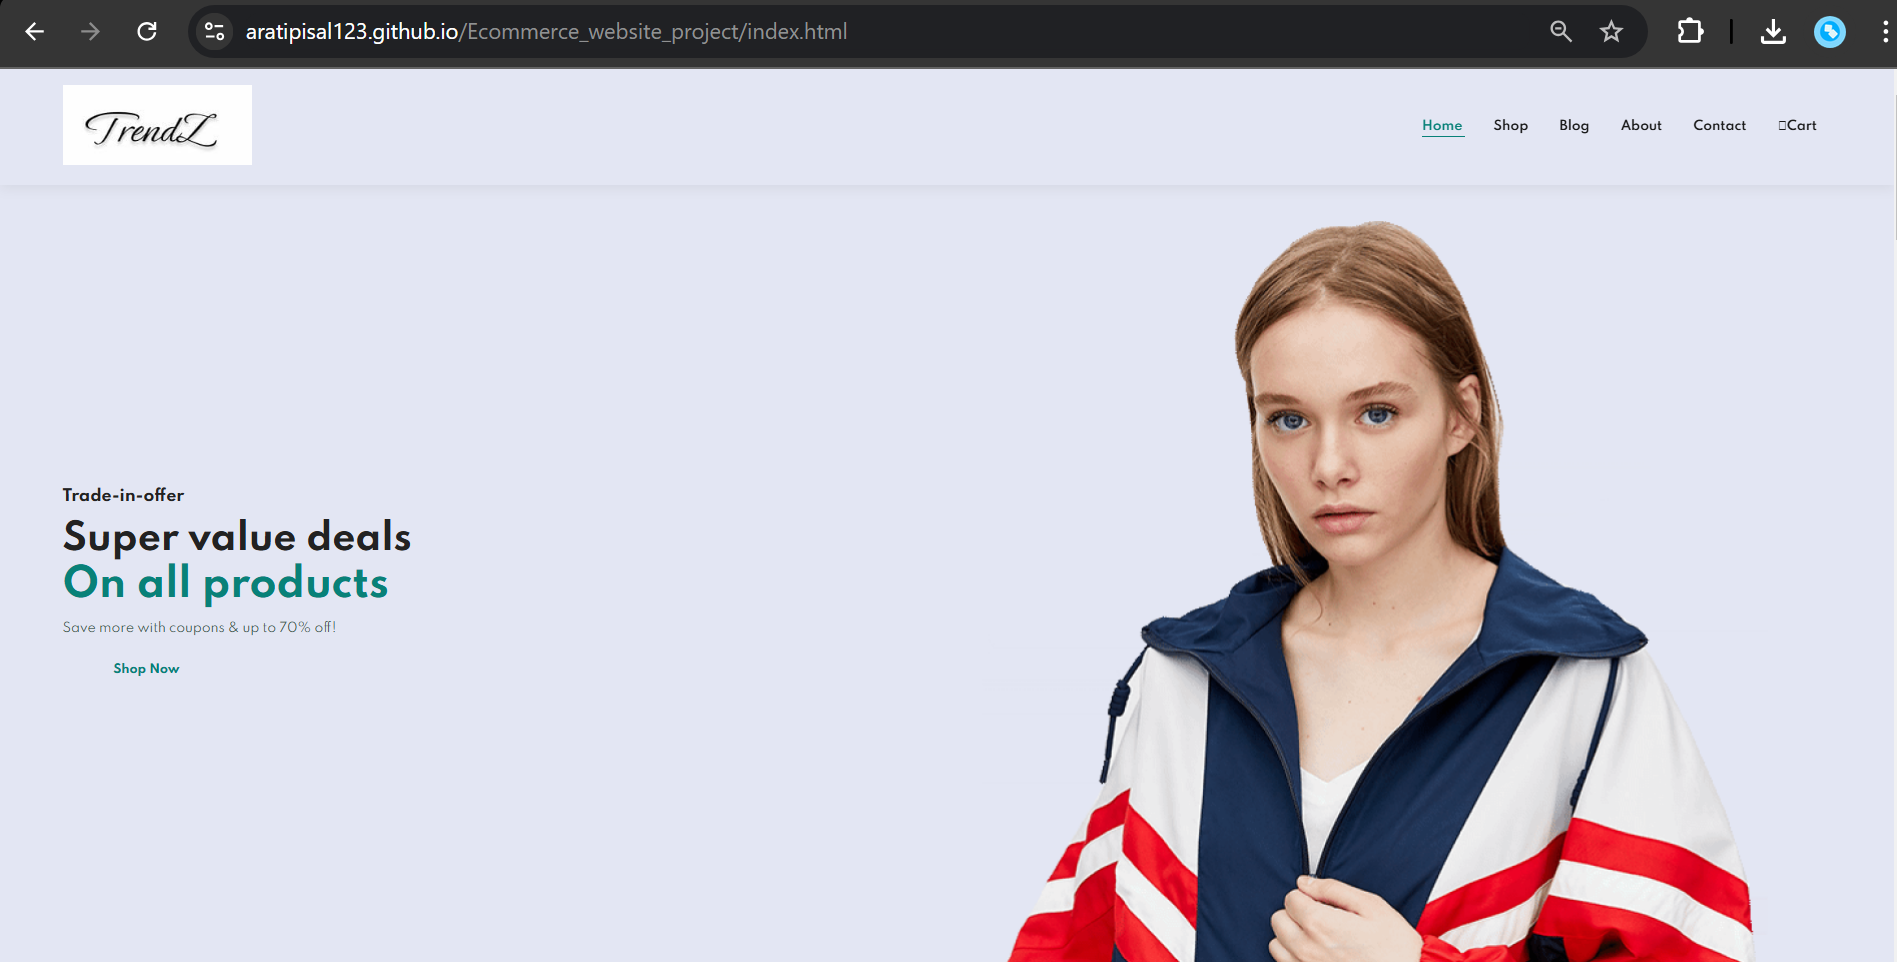 aratipisal123.github.io/Ecommerce_website_project/index.html
TrendZ
Home Shop Blog About Contact Cart
Trade-in-offer
Super value deals
On all products
Save more with coupons & up to 70% off!
Shop Now